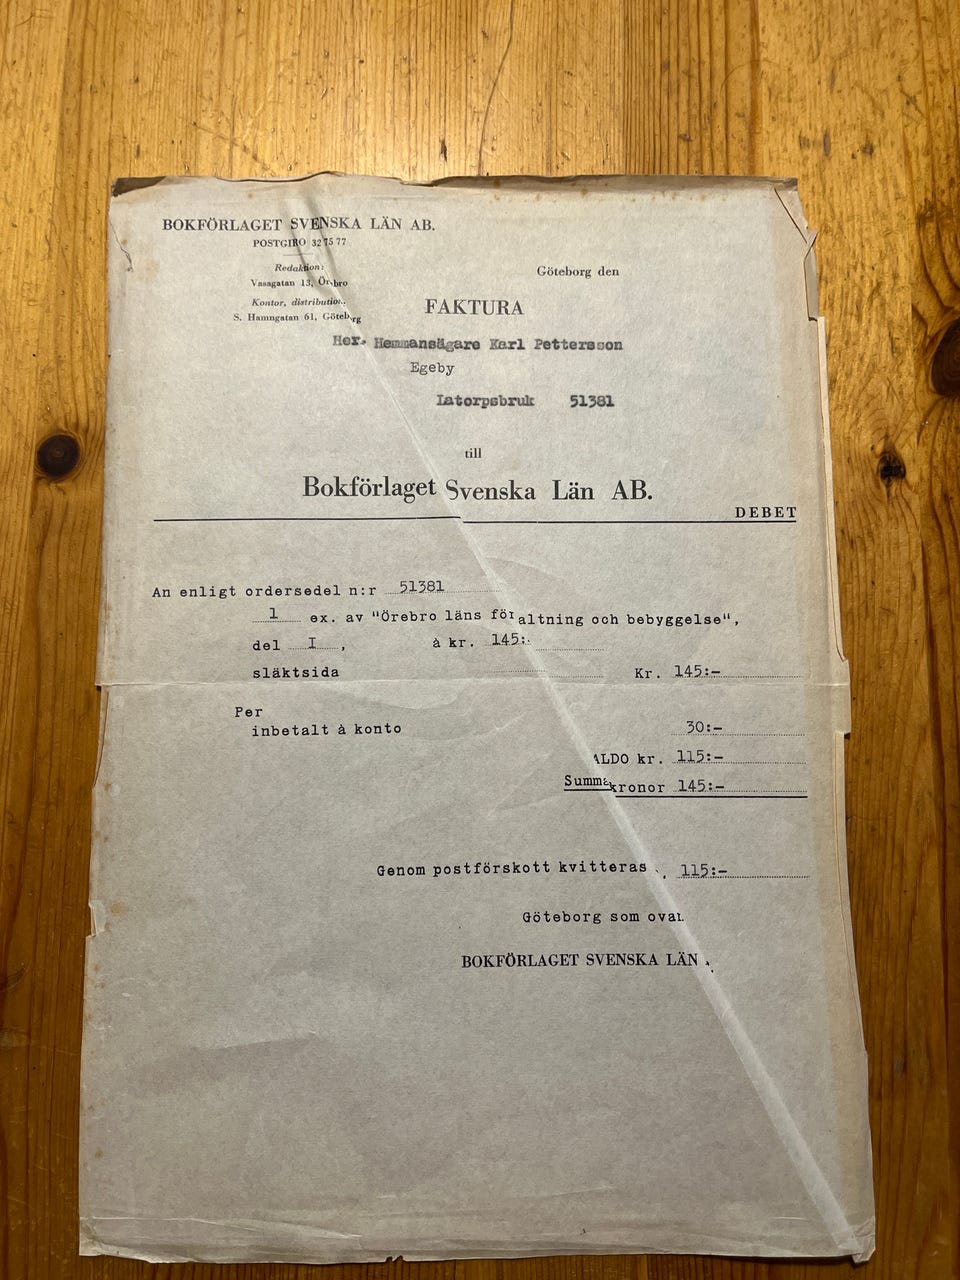 BOKFÖRLAGET SVENSKA LÄN AB.
POSTGIRO 32 75 77
Redaktion:
Vasagatan 13, Örebro
Kontor, distribution.
S. Hamngatan 61, Göteborg
Göteborg den
FAKTURA
Her. Hemmansägare Karl Pettersson
Egeby
Latorpsbruk 51381
till
Bokförlaget Svenska Län AB.
DEBET
An enligt ordersedel n:r 51381
1 ex. av "Örebro läns förvaltning och bebyggelse",
del I, à kr. 145:-
släktsida Kr. 145:-
Per
inbetalt à konto 30:-
ALDO kr. 115:-
Summa kronor 145:-
Genom postförskott kvitteras 115:-
Göteborg som ovan
BOKFÖRLAGET SVENSKA LÄN